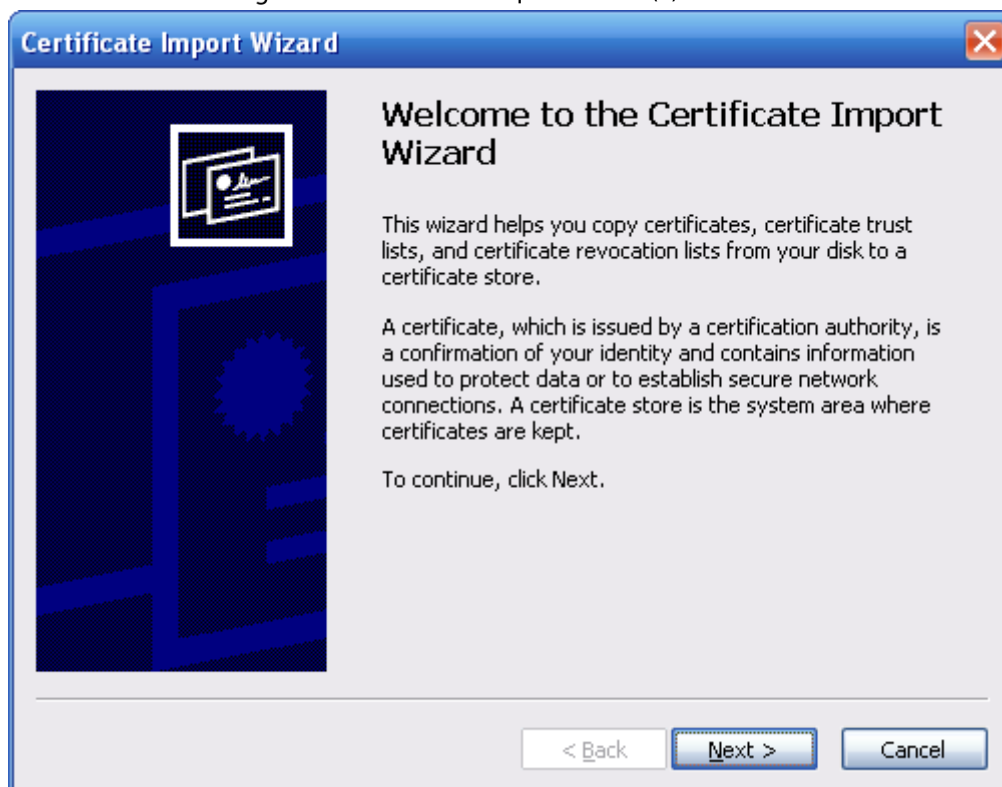 Certificate Import Wizard
Welcome to the Certificate Import
Wizard
This wizard helps you copy certificates, certificate trust
lists, and certificate revocation lists from your disk to a
certificate store.
A certificate, which is issued by a certification authority, is
a confirmation of your identity and contains information
used to protect data or to establish secure network
connections. A certificate store is the system area where
certificates are kept.
To continue, click Next.
< Back Next > Cancel